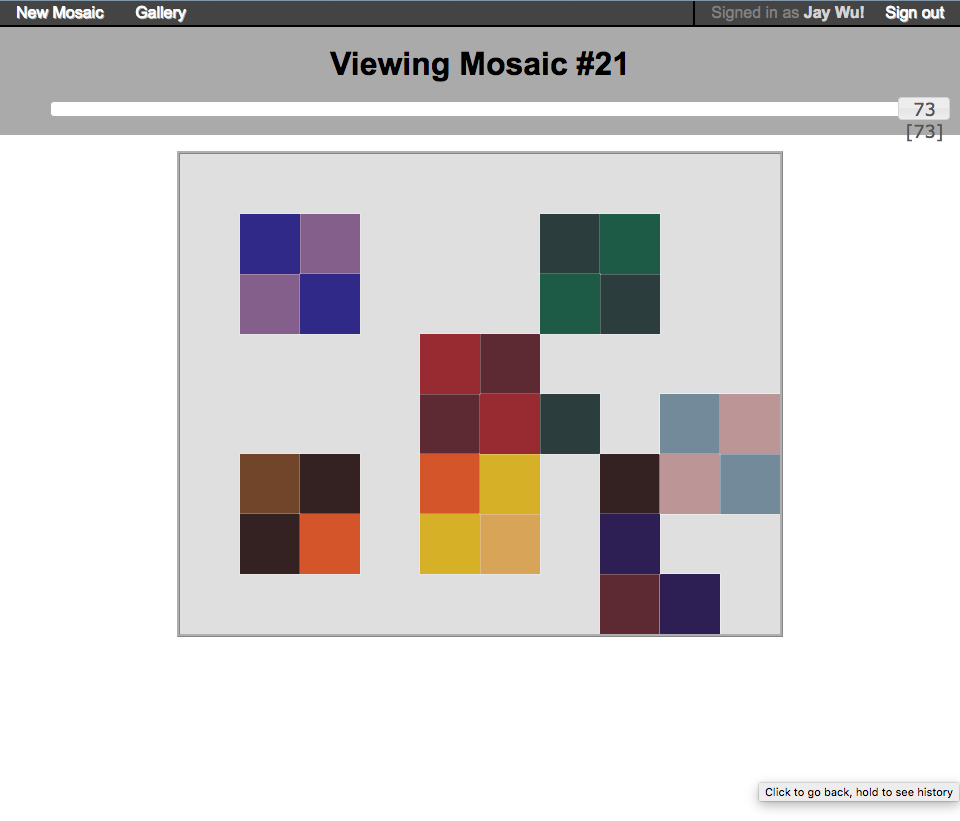 New Mosaic Gallery Signed in as Jay Wu! Sign out
Viewing Mosaic #21
73
[73]
Click to go back, hold to see history